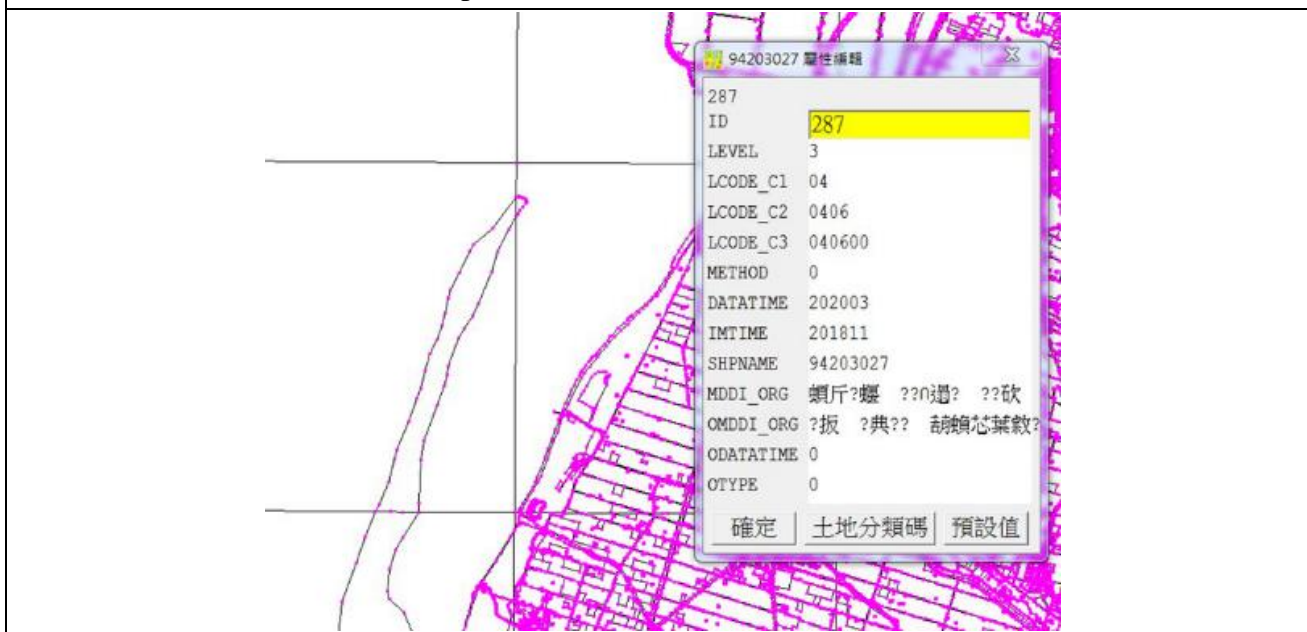 94203027 屬性編輯
287
ID 287
LEVEL 3
LCODE_C1 04
LCODE_C2 0406
LCODE_C3 040600
METHOD 0
DATATIME 202003
IMTIME 201811
SHPNAME 94203027
MDDI_ORG
OMDDI_ORG
ODATATIME 0
OTYPE 0
確定 土地分類碼 預設值